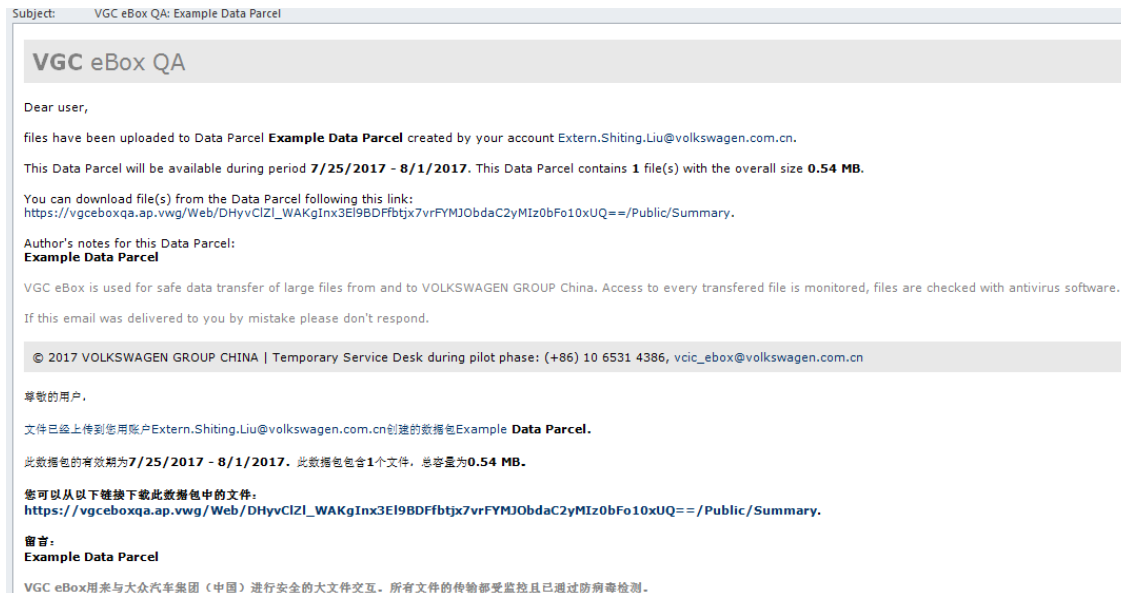 Subject: VGC eBox QA: Example Data Parcel
VGC eBox QA
Dear user,
files have been uploaded to Data Parcel Example Data Parcel created by your account Extern.Shiting.Liu@volkswagen.com.cn.
This Data Parcel will be available during period 7/25/2017 - 8/1/2017. This Data Parcel contains 1 file(s) with the overall size 0.54 MB.
You can download file(s) from the Data Parcel following this link:
https://vgceboxqa.ap.vwg/Web/DHyvClZl_WAKgInx3El9BDFfbtjx7vrFYMJObdaC2yMIz0bFo10xUQ==/Public/Summary.
Author's notes for this Data Parcel:
Example Data Parcel
VGC eBox is used for safe data transfer of large files from and to VOLKSWAGEN GROUP China. Access to every transfered file is monitored, files are checked with antivirus software.
If this email was delivered to you by mistake please don't respond.
© 2017 VOLKSWAGEN GROUP CHINA | Temporary Service Desk during pilot phase: (+86) 10 6531 4386, vcic_ebox@volkswagen.com.cn
尊敬的用户，
文件已经上传到您用账户Extern.Shiting.Liu@volkswagen.com.cn创建的数据包Example Data Parcel.
此数据包的有效期为7/25/2017 - 8/1/2017. 此数据包包含1个文件，总容量为0.54 MB.
您可以从以下链接下载此数据包中的文件：
https://vgceboxqa.ap.vwg/Web/DHyvClZl_WAKgInx3El9BDFfbtjx7vrFYMJObdaC2yMIz0bFo10xUQ==/Public/Summary.
留言：
Example Data Parcel
VGC eBox用来与大众汽车集团（中国）进行安全的大文件交互。所有文件的传输都受监控且已通过防病毒检测。